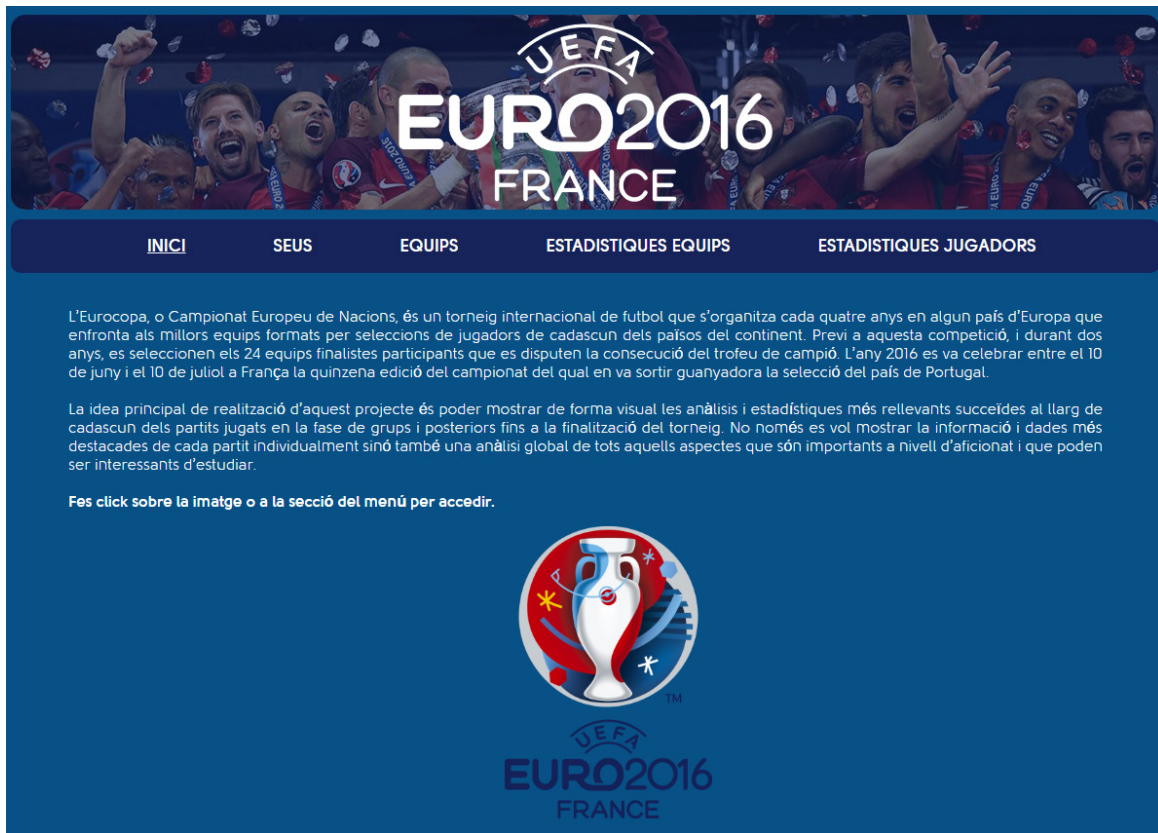 UEFA
EURO2016
FRANCE
INICI SEUS EQUIPS ESTADISTIQUES EQUIPS ESTADISTIQUES JUGADORS
L'Eurocopa, o Campionat Europeu de Nacions, és un torneig internacional de futbol que s'organitza cada quatre anys en algun país d'Europa que
enfronta als millors equips formats per seleccions de jugadors de cadascun dels països del continent. Previ a aquesta competició, i durant dos
anys, es seleccionen els 24 equips finalistes participants que es disputen la consecució del trofeu de campió. L'any 2016 es va celebrar entre el 10
de juny i el 10 de juliol a França la quinzena edició del campionat del qual en va sortir guanyadora la selecció del país de Portugal.
La idea principal de realització d'aquest projecte és poder mostrar de forma visual les anàlisis i estadístiques més rellevants succeïdes al llarg de
cadascun dels partits jugats en la fase de grups i posteriors fins a la finalització del torneig. No només es vol mostrar la informació i dades més
destacades de cada partit individualment sinó també una anàlisi global de tots aquells aspectes que són importants a nivell d'aficionat i que poden
ser interessants d'estudiar.
Fes click sobre la imatge o a la secció del menú per accedir.
TM
UEFA
EURO2016
FRANCE